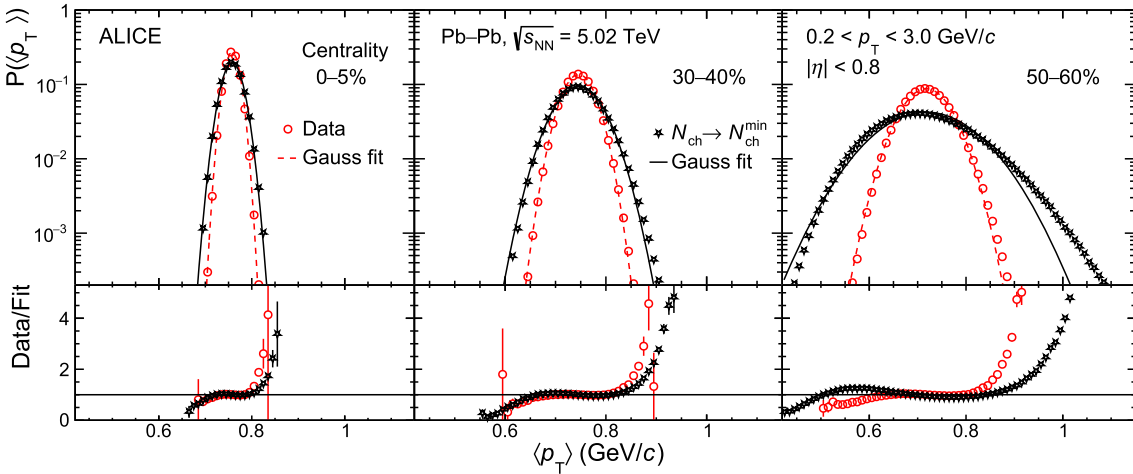 P(⟨p_T⟩)
1
10⁻¹
10⁻²
10⁻³
ALICE
Centrality
0–5%
Data
Gauss fit
Pb–Pb, √s_NN = 5.02 TeV
30–40%
N_ch → N_ch^min
Gauss fit
0.2 < p_T < 3.0 GeV/c
|η| < 0.8
50–60%
Data/Fit
4
2
0
0.6 0.8 1 0.6 0.8 1 0.6 0.8 1
⟨p_T⟩ (GeV/c)